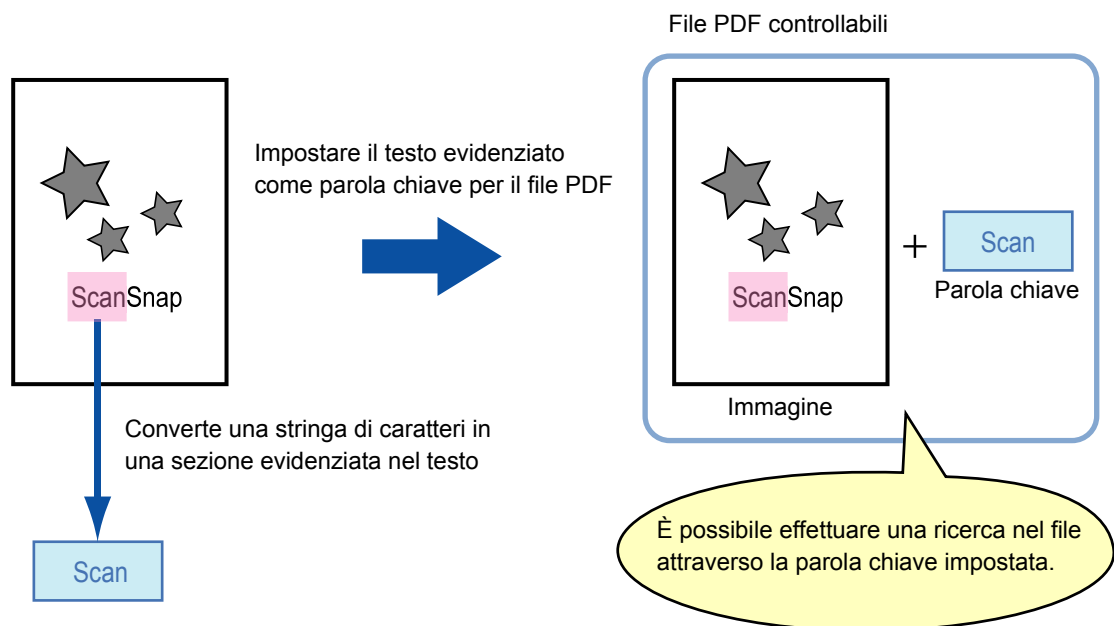 File PDF controllabili
Impostare il testo evidenziato
come parola chiave per il file PDF
ScanSnap
Converte una stringa di caratteri in
una sezione evidenziata nel testo
Scan
ScanSnap
+
Scan
Parola chiave
Immagine
È possibile effettuare una ricerca nel file
attraverso la parola chiave impostata.